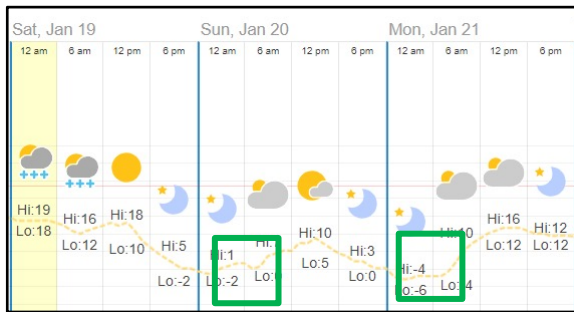 Sat, Jan 19 Sun, Jan 20 Mon, Jan 21
12 am 6 am 12 pm 6 pm 12 am 6 am 12 pm 6 pm 12 am 6 am 12 pm 6 pm
Hi:19 Hi:16 Hi:18 Hi:5 Hi:1 Hi: Hi:10 Hi:3 Hi:-4 Hi:10 Hi:16 Hi:12
Lo:18 Lo:12 Lo:10 Lo:-2 Lo:-2 Lo:5 Lo:0 Lo:-6 Lo:12 Lo:12